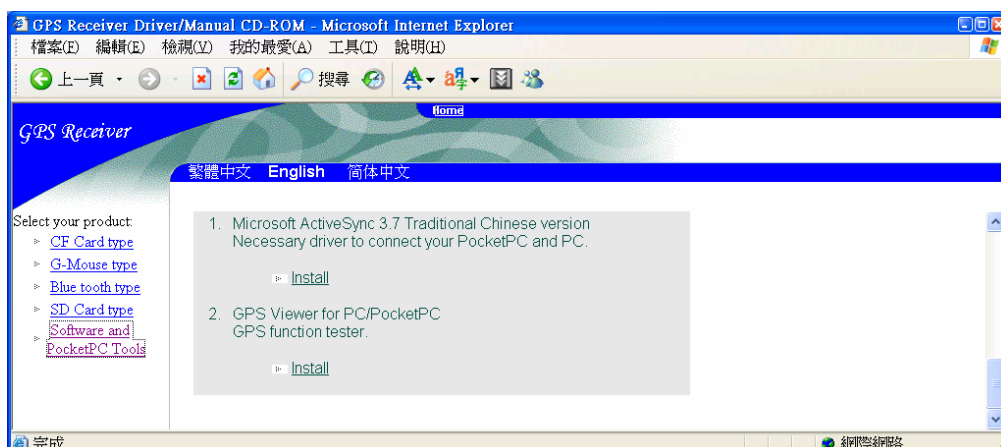 GPS Receiver Driver/Manual CD-ROM - Microsoft Internet Explorer
檔案(F) 編輯(E) 檢視(V) 我的最愛(A) 工具(T) 說明(H)
上一頁 搜尋
Home
GPS Receiver
繁體中文 English 简体中文
Select your product:
CF Card type
G-Mouse type
Blue tooth type
SD Card type
Software and
PocketPC Tools
1. Microsoft ActiveSync 3.7 Traditional Chinese version
Necessary driver to connect your PocketPC and PC.
Install
2. GPS Viewer for PC/PocketPC
GPS function tester.
Install
完成 網際網路